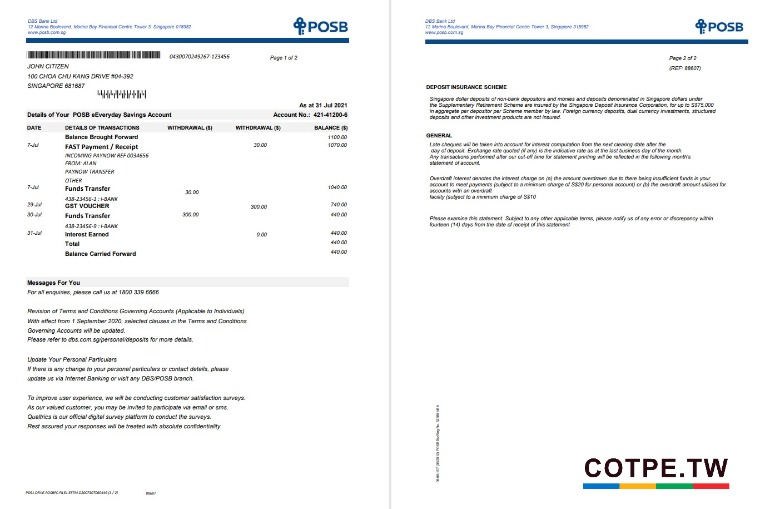 DBS Bank Ltd
12 Marina Boulevard, Marina Bay Financial Centre Tower 3, Singapore 018982
www.posb.com.sg
POSB
0430070249267-123456
Page 1 of 2
JOHN CITIZEN
100 CHOA CHU KANG DRIVE #04-392
SINGAPORE 681687
As at 31 Jul 2021
Details of Your POSB eEveryday Savings Account Account No.: 421-41200-6
DATE DETAILS OF TRANSACTIONS WITHDRAWAL ($) WITHDRAWAL ($) BALANCE ($)
Balance Brought Forward 1100.00
7-Jul FAST Payment / Receipt 30.00 1070.00
INCOMING PAYNOW REF 0034656
FROM: ALAN
PAYNOW TRANSFER
OTHER
7-Jul Funds Transfer 30.00 1040.00
438-23456-1 : I-BANK
29-Jul GST VOUCHER 300.00 740.00
30-Jul Funds Transfer 300.00 440.00
438-23456-9 : I-BANK
31-Jul Interest Earned 0.00 440.00
Total 440.00
Balance Carried Forward 440.00
Messages For You
For all enquiries, please call us at 1800 339 6666
Revision of Terms and Conditions Governing Accounts (Applicable to Individuals)
With effect from 1 September 2020, selected clauses in the Terms and Conditions
Governing Accounts will be updated.
Please refer to dbs.com.sg/personal/deposits for more details.
Update Your Personal Particulars
If there is any change to your personal particulars or contact details, please
update us via Internet Banking or visit any DBS/POSB branch.
To improve user experience, we will be conducting customer satisfaction surveys.
As our valued customer, you may be invited to participate via email or sms.
Qualtrics is our official digital survey platform to conduct the surveys.
Rest assured your responses will be treated with absolute confidentiality
DBS Bank Ltd
12 Marina Boulevard, Marina Bay Financial Centre Tower 3, Singapore 018982
www.posb.com.sg
POSB
Page 2 of 2
(REF: 88607)
DEPOSIT INSURANCE SCHEME
Singapore dollar deposits of non-bank depositors and monies and deposits denominated in Singapore dollars under
the Supplementary Retirement Scheme are insured by the Singapore Deposit Insurance Corporation, for up to S$75,000
in aggregate per depositor per Scheme member by law. Foreign currency deposits, dual currency investments, structured
deposits and other investment products are not insured.
GENERAL
Late cheques will be taken into account for interest computation from the next clearing date after the
day of deposit. Exchange rate quoted (if any) is the indicative rate as at the last business day of the month.
Any transactions performed after our cut-off time for statement printing will be reflected in the following month's
statement of account.
Overdraft interest denotes the interest charge on (a) the amount overdrawn due to there being insufficient funds in your
account to meet payments (subject to a minimum charge of S$20 for personal account) or (b) the overdraft amount utilised for
accounts with an overdraft
facility (subject to a minimum charge of S$10
Please examine this statement. Subject to any other applicable terms, please notify us of any error or discrepancy within
fourteen (14) days from the date of receipt of this statement
COTPE.TW